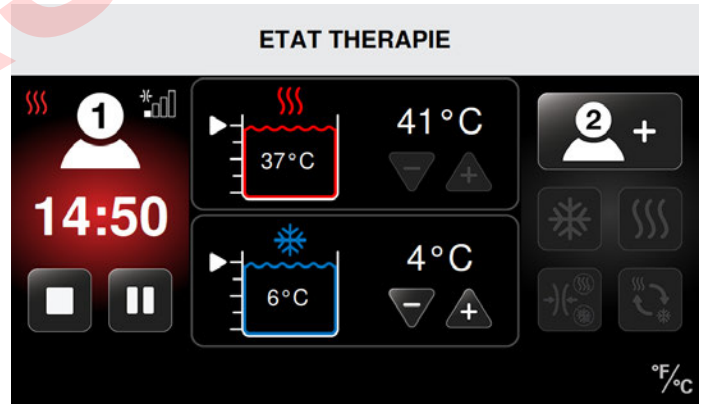 ETAT THERAPIE
1
14:50
37°C
41°C
-
+
6°C
4°C
-
+
2 +
°F/°C